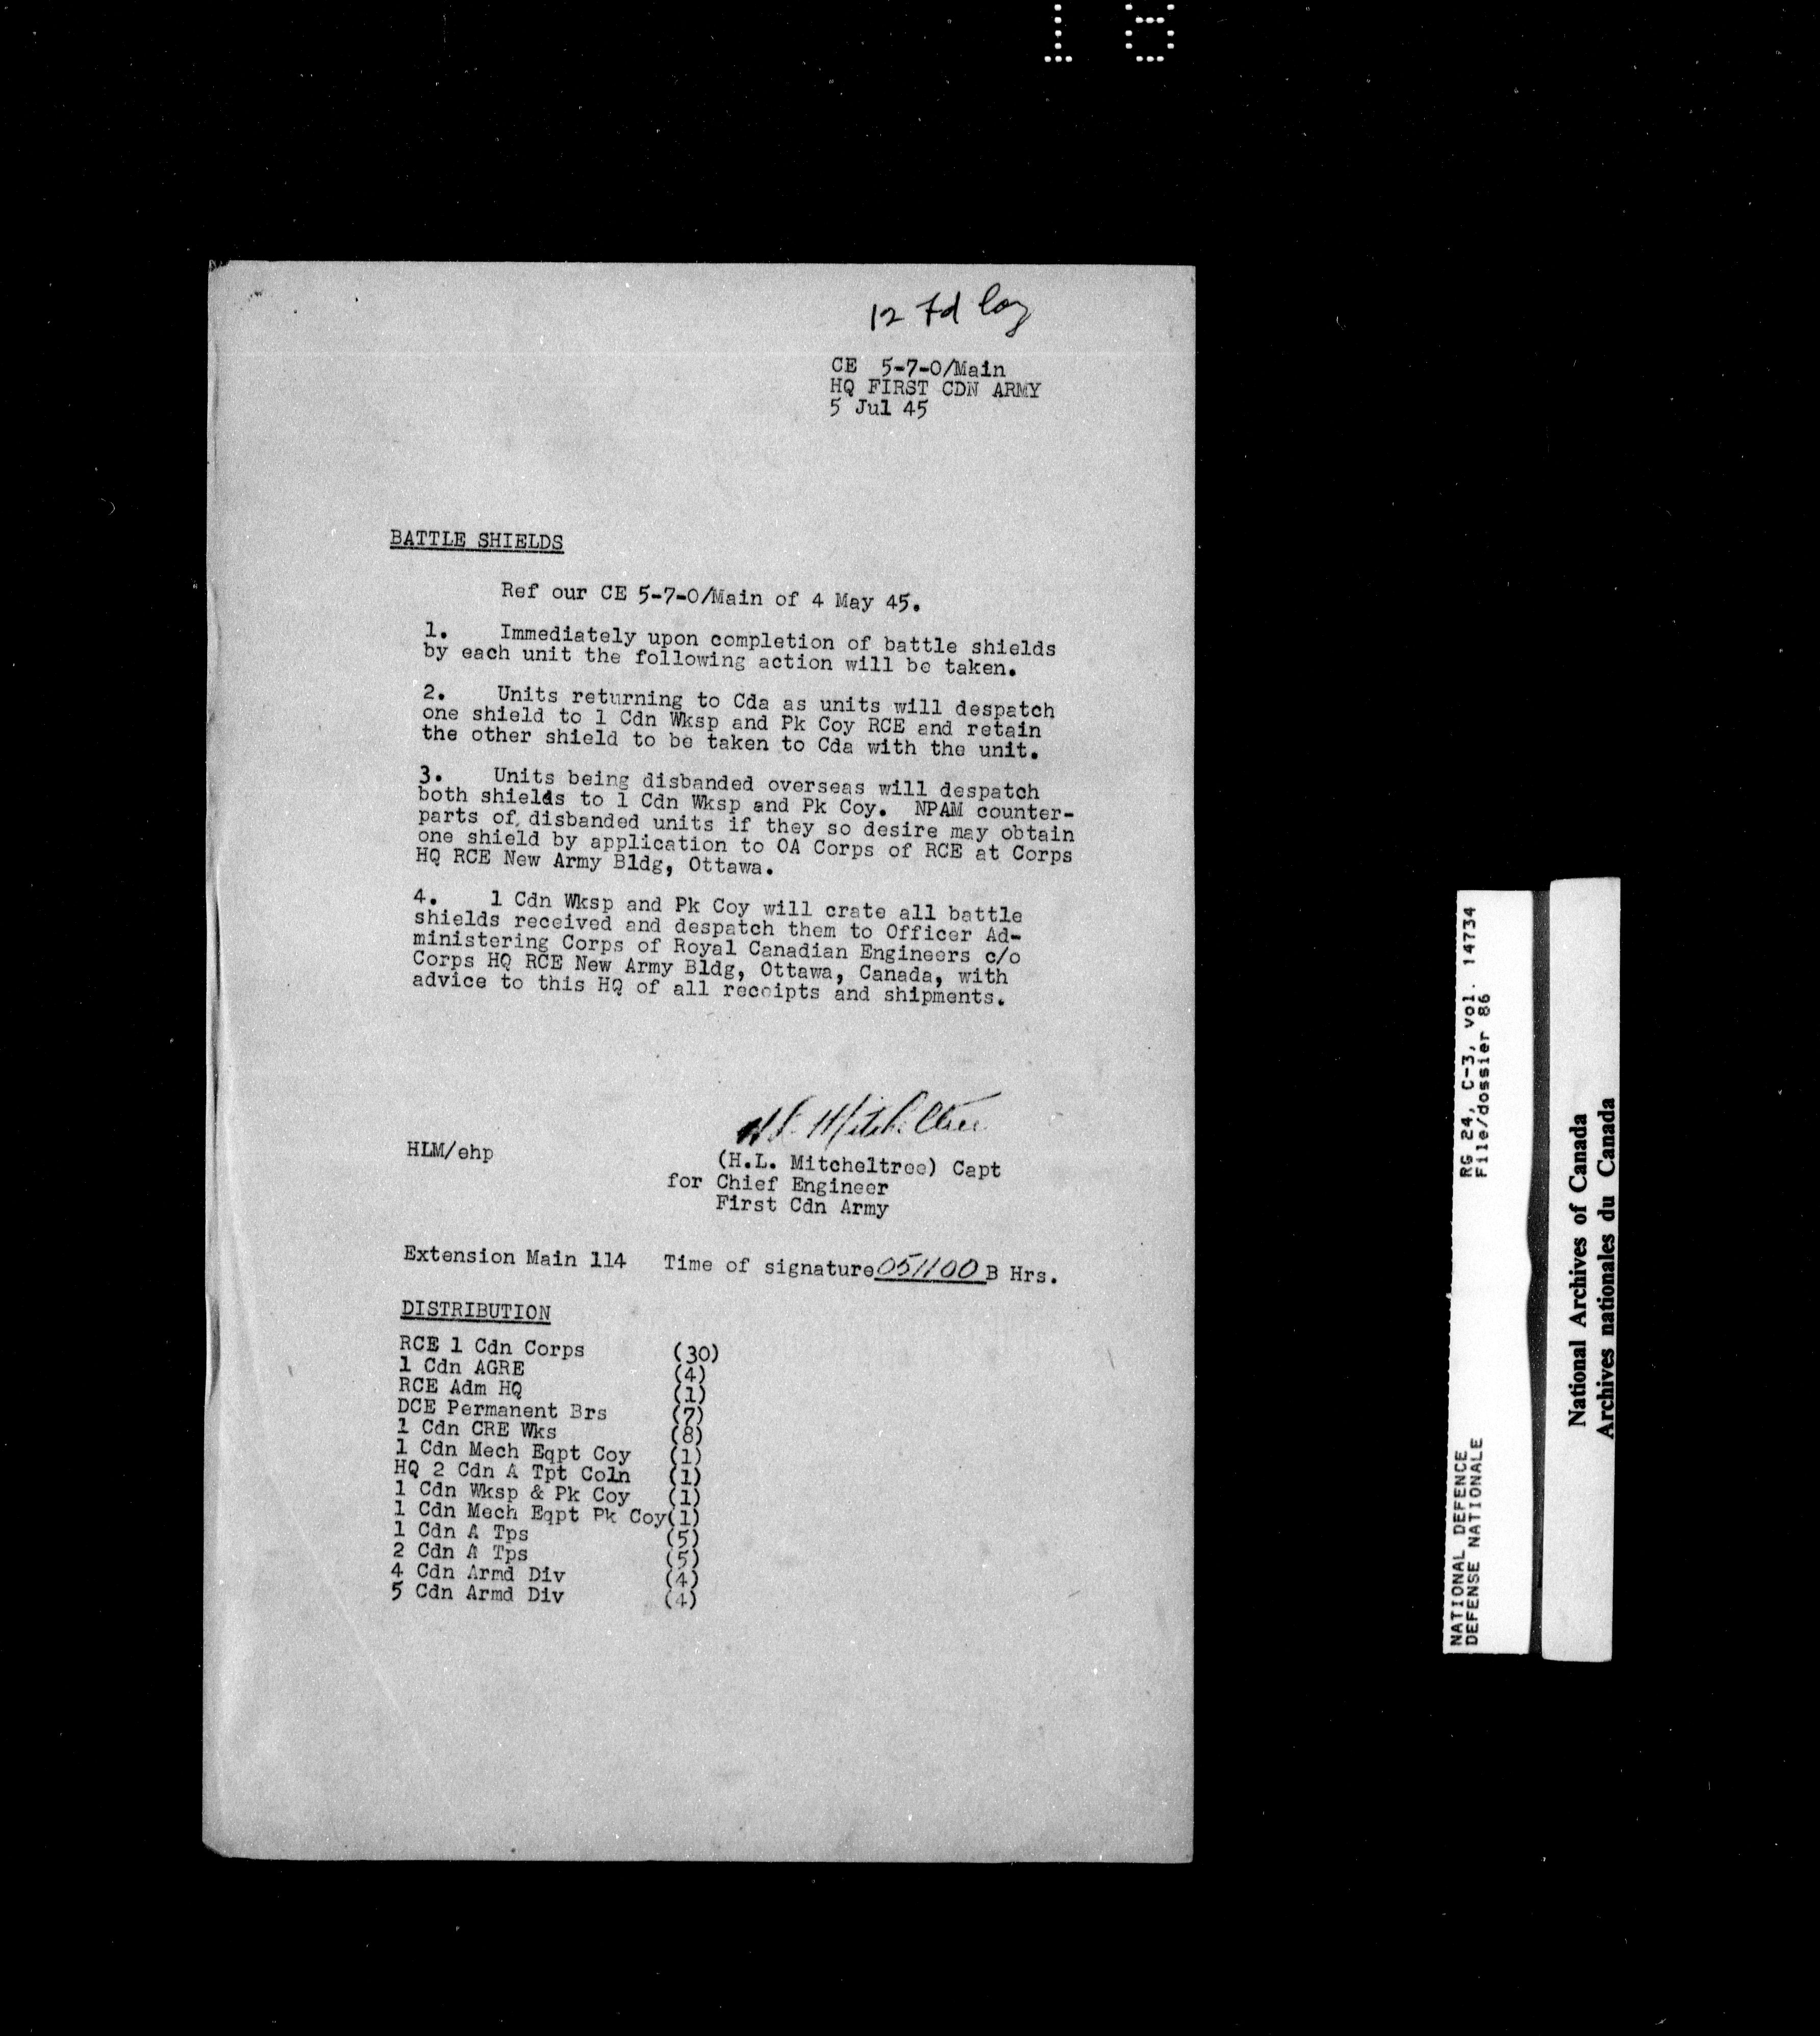 18
12 Fd Coy
CE 5-7-0/Main
HQ FIRST CDN ARMY
5 Jul 45
BATTLE SHIELDS
Ref our CE 5-7-0/Main of 4 May 45.
1. Immediately upon completion of battle shields
by each unit the following action will be taken.
2. Units returning to Cda as units will despatch
one shield to 1 Cdn Wksp and Pk Coy RCE and retain
the other shield to be taken to Cda with the unit.
3. Units being disbanded overseas will despatch
both shields to 1 Cdn Wksp and Pk Coy. NPAM counter-
parts of disbanded units if they so desire may obtain
one shield by application to OA Corps of RCE at Corps
HQ RCE New Army Bldg, Ottawa.
4. 1 Cdn Wksp and Pk Coy will crate all battle
shields received and despatch them to Officer Ad-
ministering Corps of Royal Canadian Engineers c/o
Corps HQ RCE New Army Bldg, Ottawa, Canada, with
advice to this HQ of all receipts and shipments.
H.L. Mitcheltree
HLM/ehp
(H.L. Mitcheltree) Capt
for Chief Engineer
First Cdn Army
Extension Main 114 Time of signature 051100 B Hrs.
DISTRIBUTION
RCE 1 Cdn Corps (30)
1 Cdn AGRE (4)
RCE Adm HQ (1)
DCE Permanent Brs (7)
1 Cdn CRE Wks (8)
1 Cdn Mech Eqpt Coy (1)
HQ 2 Cdn A Tpt Coln (1)
1 Cdn Wksp & Pk Coy (1)
1 Cdn Mech Eqpt Pk Coy(1)
1 Cdn A Tps (5)
2 Cdn A Tps (5)
4 Cdn Armd Div (4)
5 Cdn Armd Div (4)
NATIONAL DEFENCE RG 24, C-3, vol. 14734
DEFENSE NATIONALE File/dossier 86
National Archives of Canada
Archives nationales du Canada